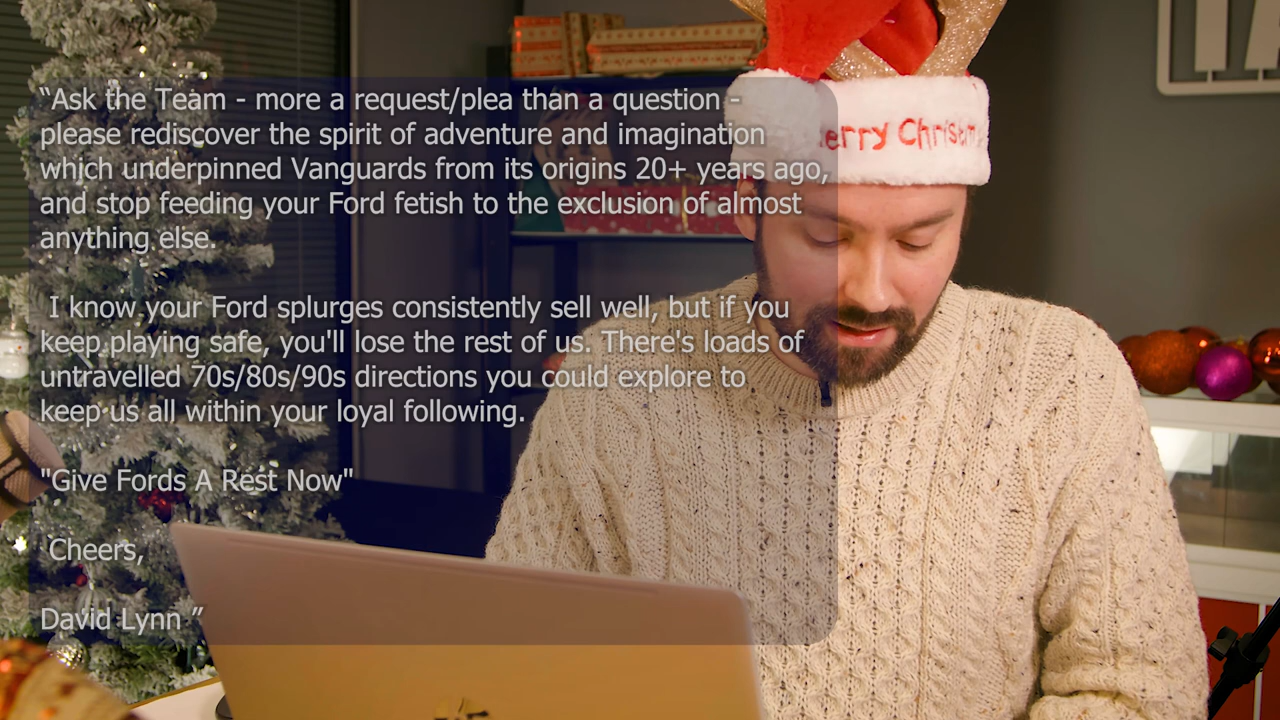 “Ask the Team - more a request/plea than a question -
please rediscover the spirit of adventure and imagination
which underpinned Vanguards from its origins 20+ years ago,
and stop feeding your Ford fetish to the exclusion of almost
anything else.
I know your Ford splurges consistently sell well, but if you
keep playing safe, you'll lose the rest of us. There's loads of
untravelled 70s/80s/90s directions you could explore to
keep us all within your loyal following.
"Give Fords A Rest Now"
Cheers,
David Lynn ”